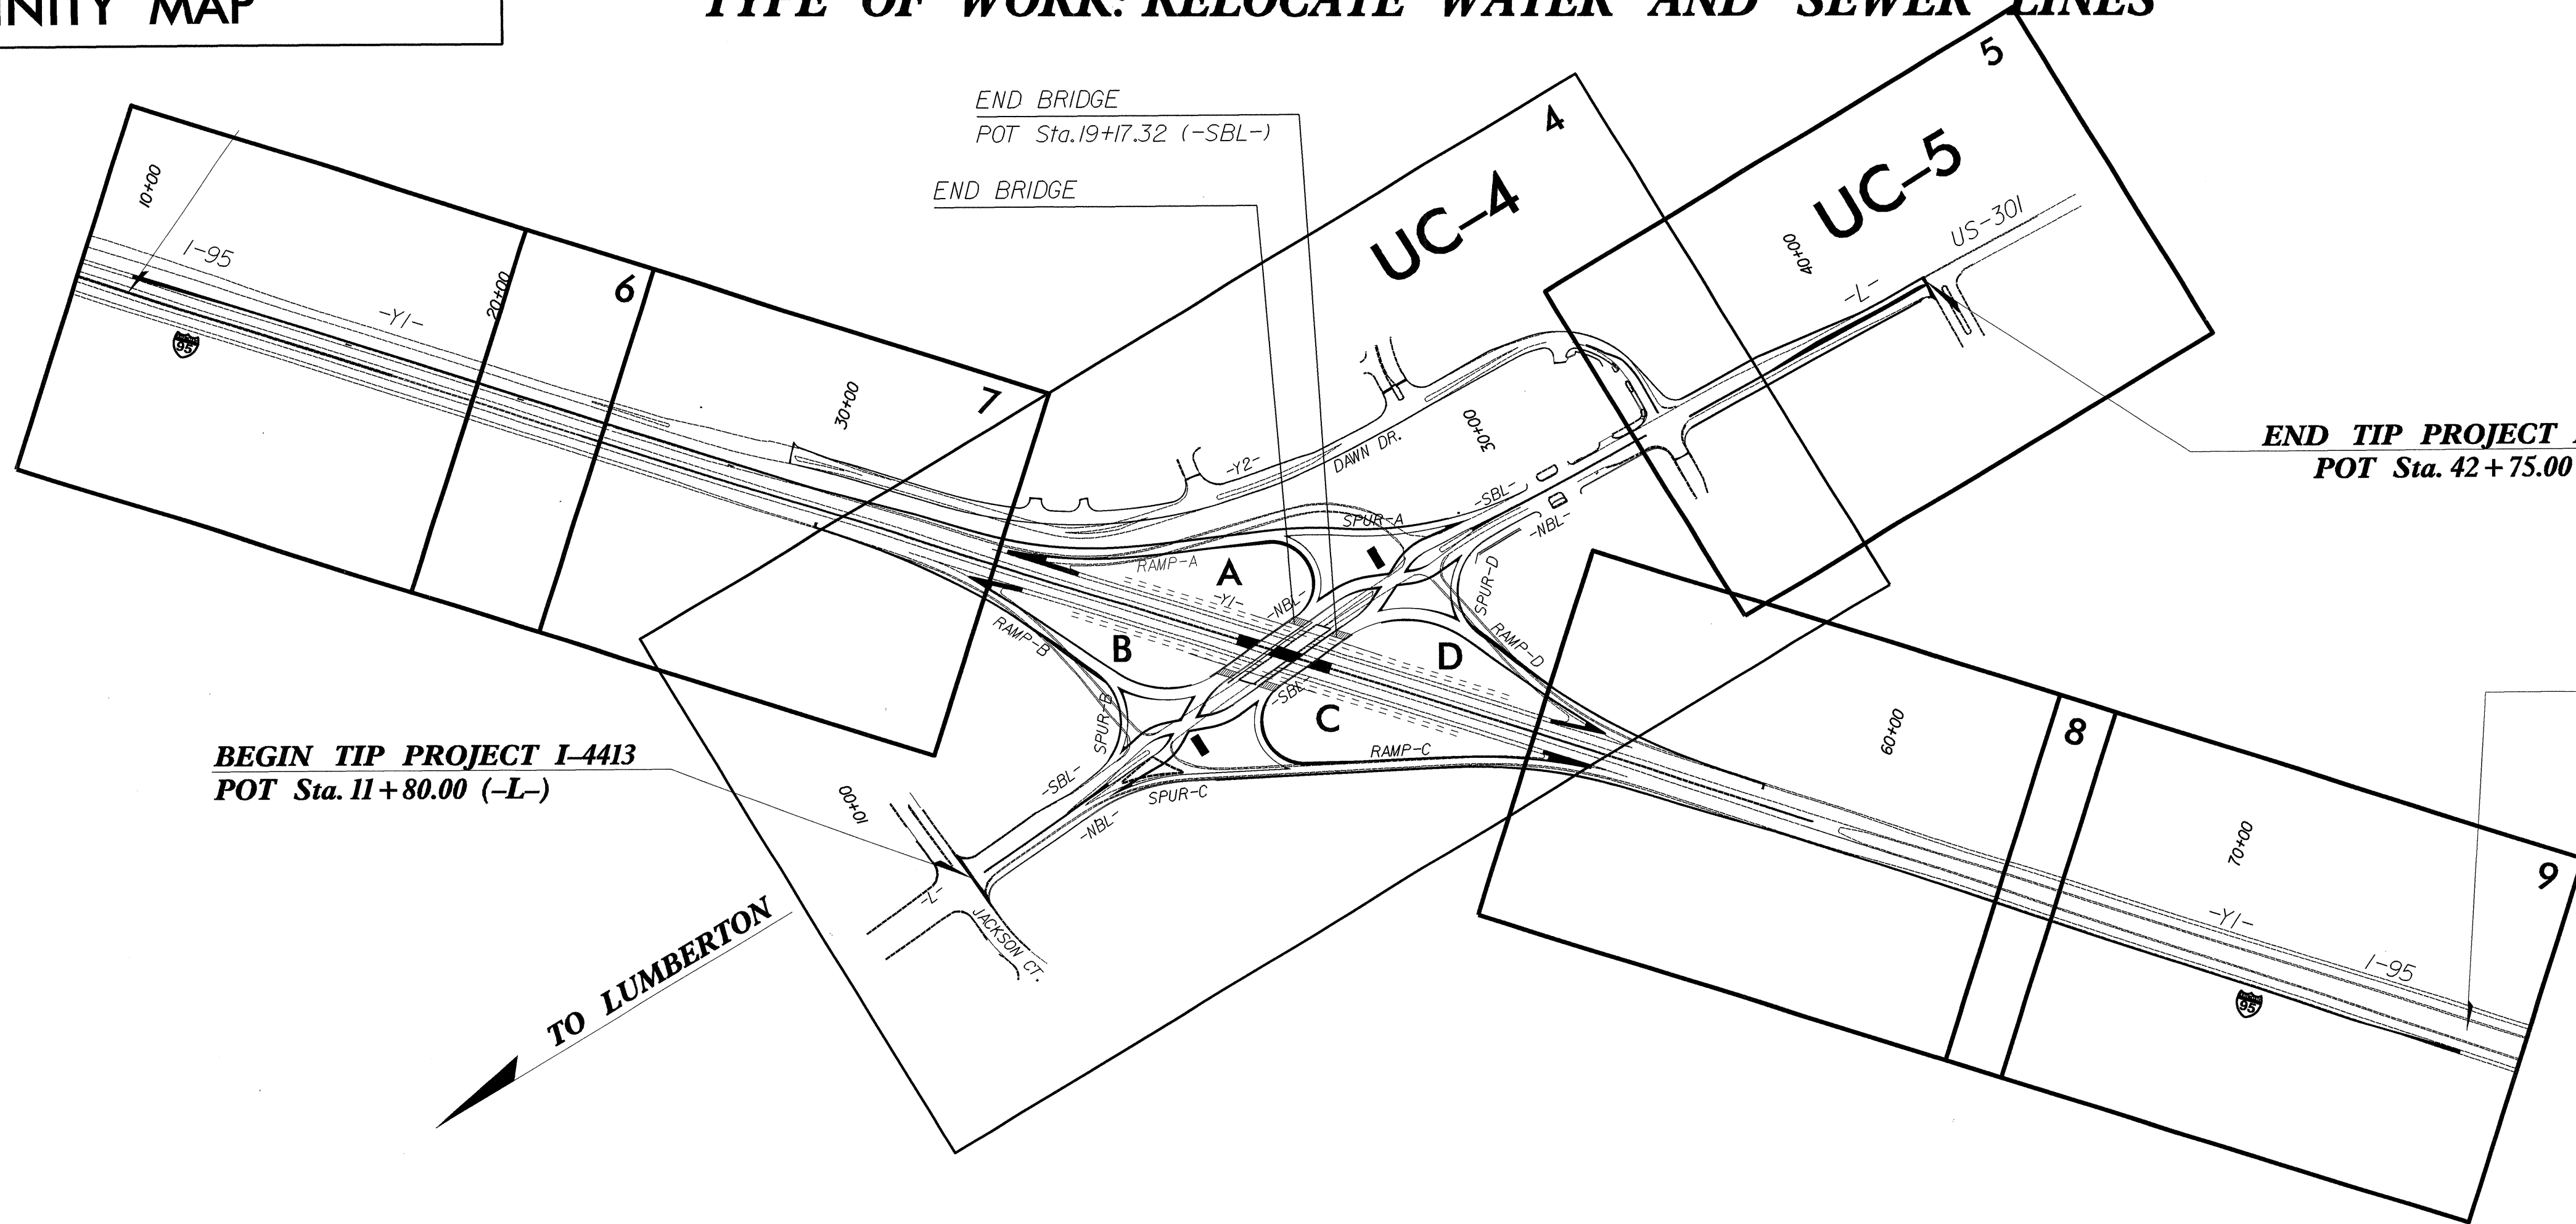 TYPE OF WORK: RELOCATE WATER AND SEWER LINES
MAP
END BRIDGE
POT Sta. 19+17.32 (-SBL-)
END BRIDGE
UC-4
4
UC-5
5
40+00
US-301
-L-
10+00
I-95
-Y1-
95
20+00
6
30+00
7
-Y2-
DAWN DR.
30+00
-SBL-
-NBL-
SPUR-A
RAMP-A
A
-Y1-
-NBL-
SPUR-D
RAMP-D
D
RAMP-B
B
SPUR-B
-SBL-
C
RAMP-C
SPUR-C
-SBL-
-NBL-
10+00
-L-
JACKSON CT.
END TIP PROJECT
POT Sta. 42+75.00
BEGIN TIP PROJECT I-4413
POT Sta. 11+80.00 (-L-)
TO LUMBERTON
60+00
8
70+00
9
-Y1-
I-95
95